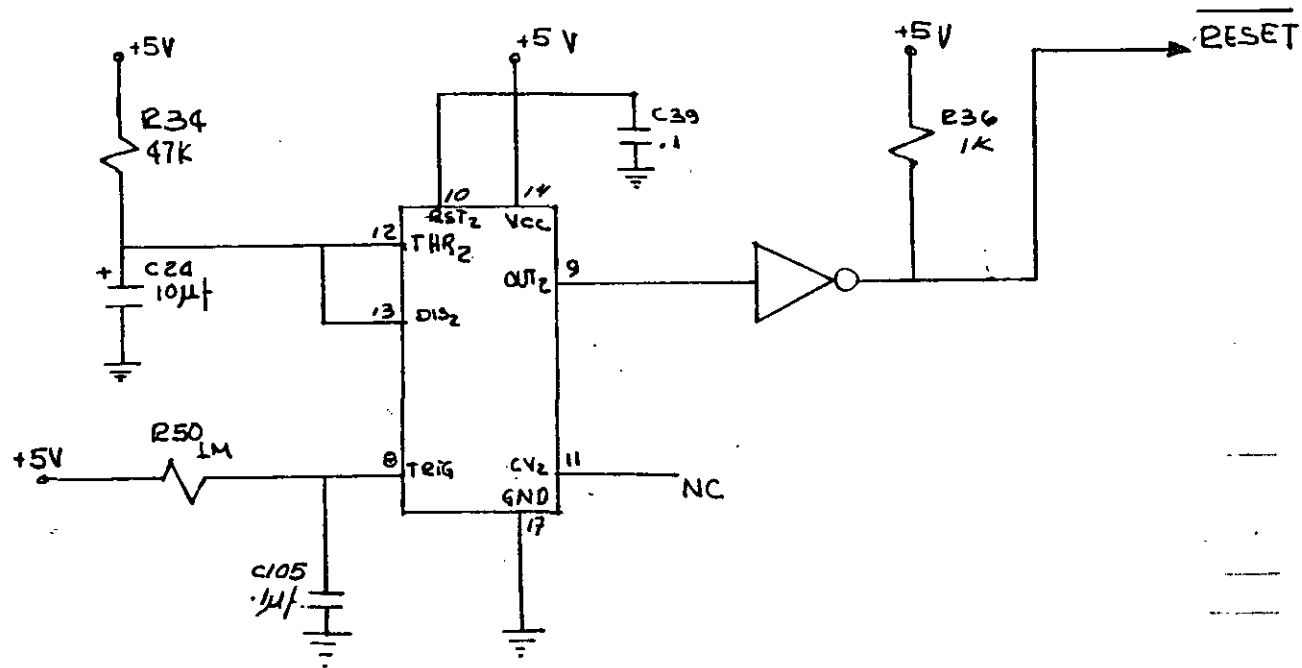 RESET
+5V
+5 V
+5V
R34
47K
C39
.1
R36
1K
10
14
RST2
VCC
12
THR2
+
C24
10µf
9
OUT2
13
DIS2
R50
1M
+5V
8
TRIG
CV2
11
NC
GND
17
C105
.1µf